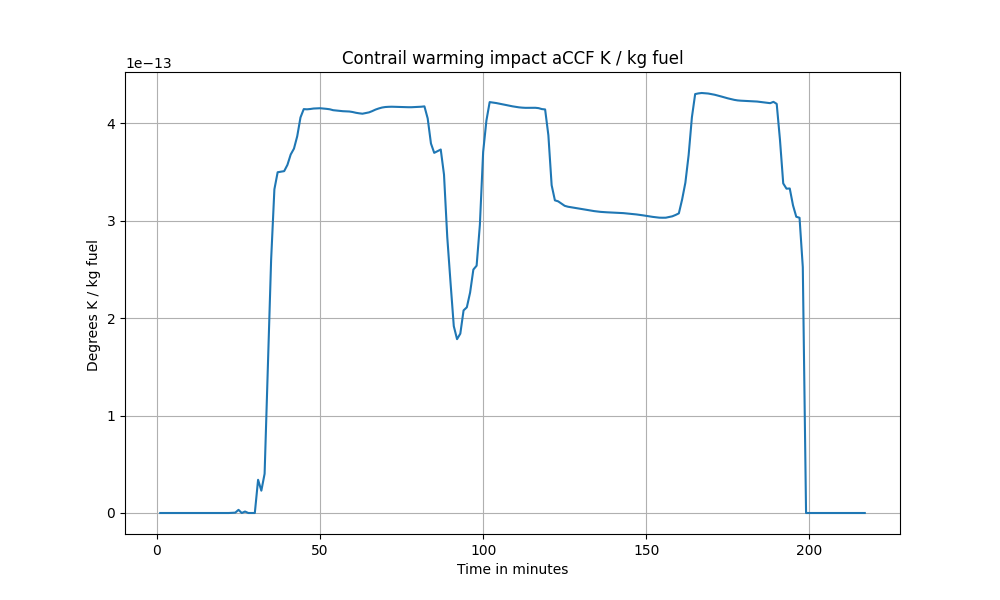 Contrail warming impact aCCF K / kg fuel
1e−13
4
3
2
1
0
Degrees K / kg fuel
0 50 100 150 200
Time in minutes